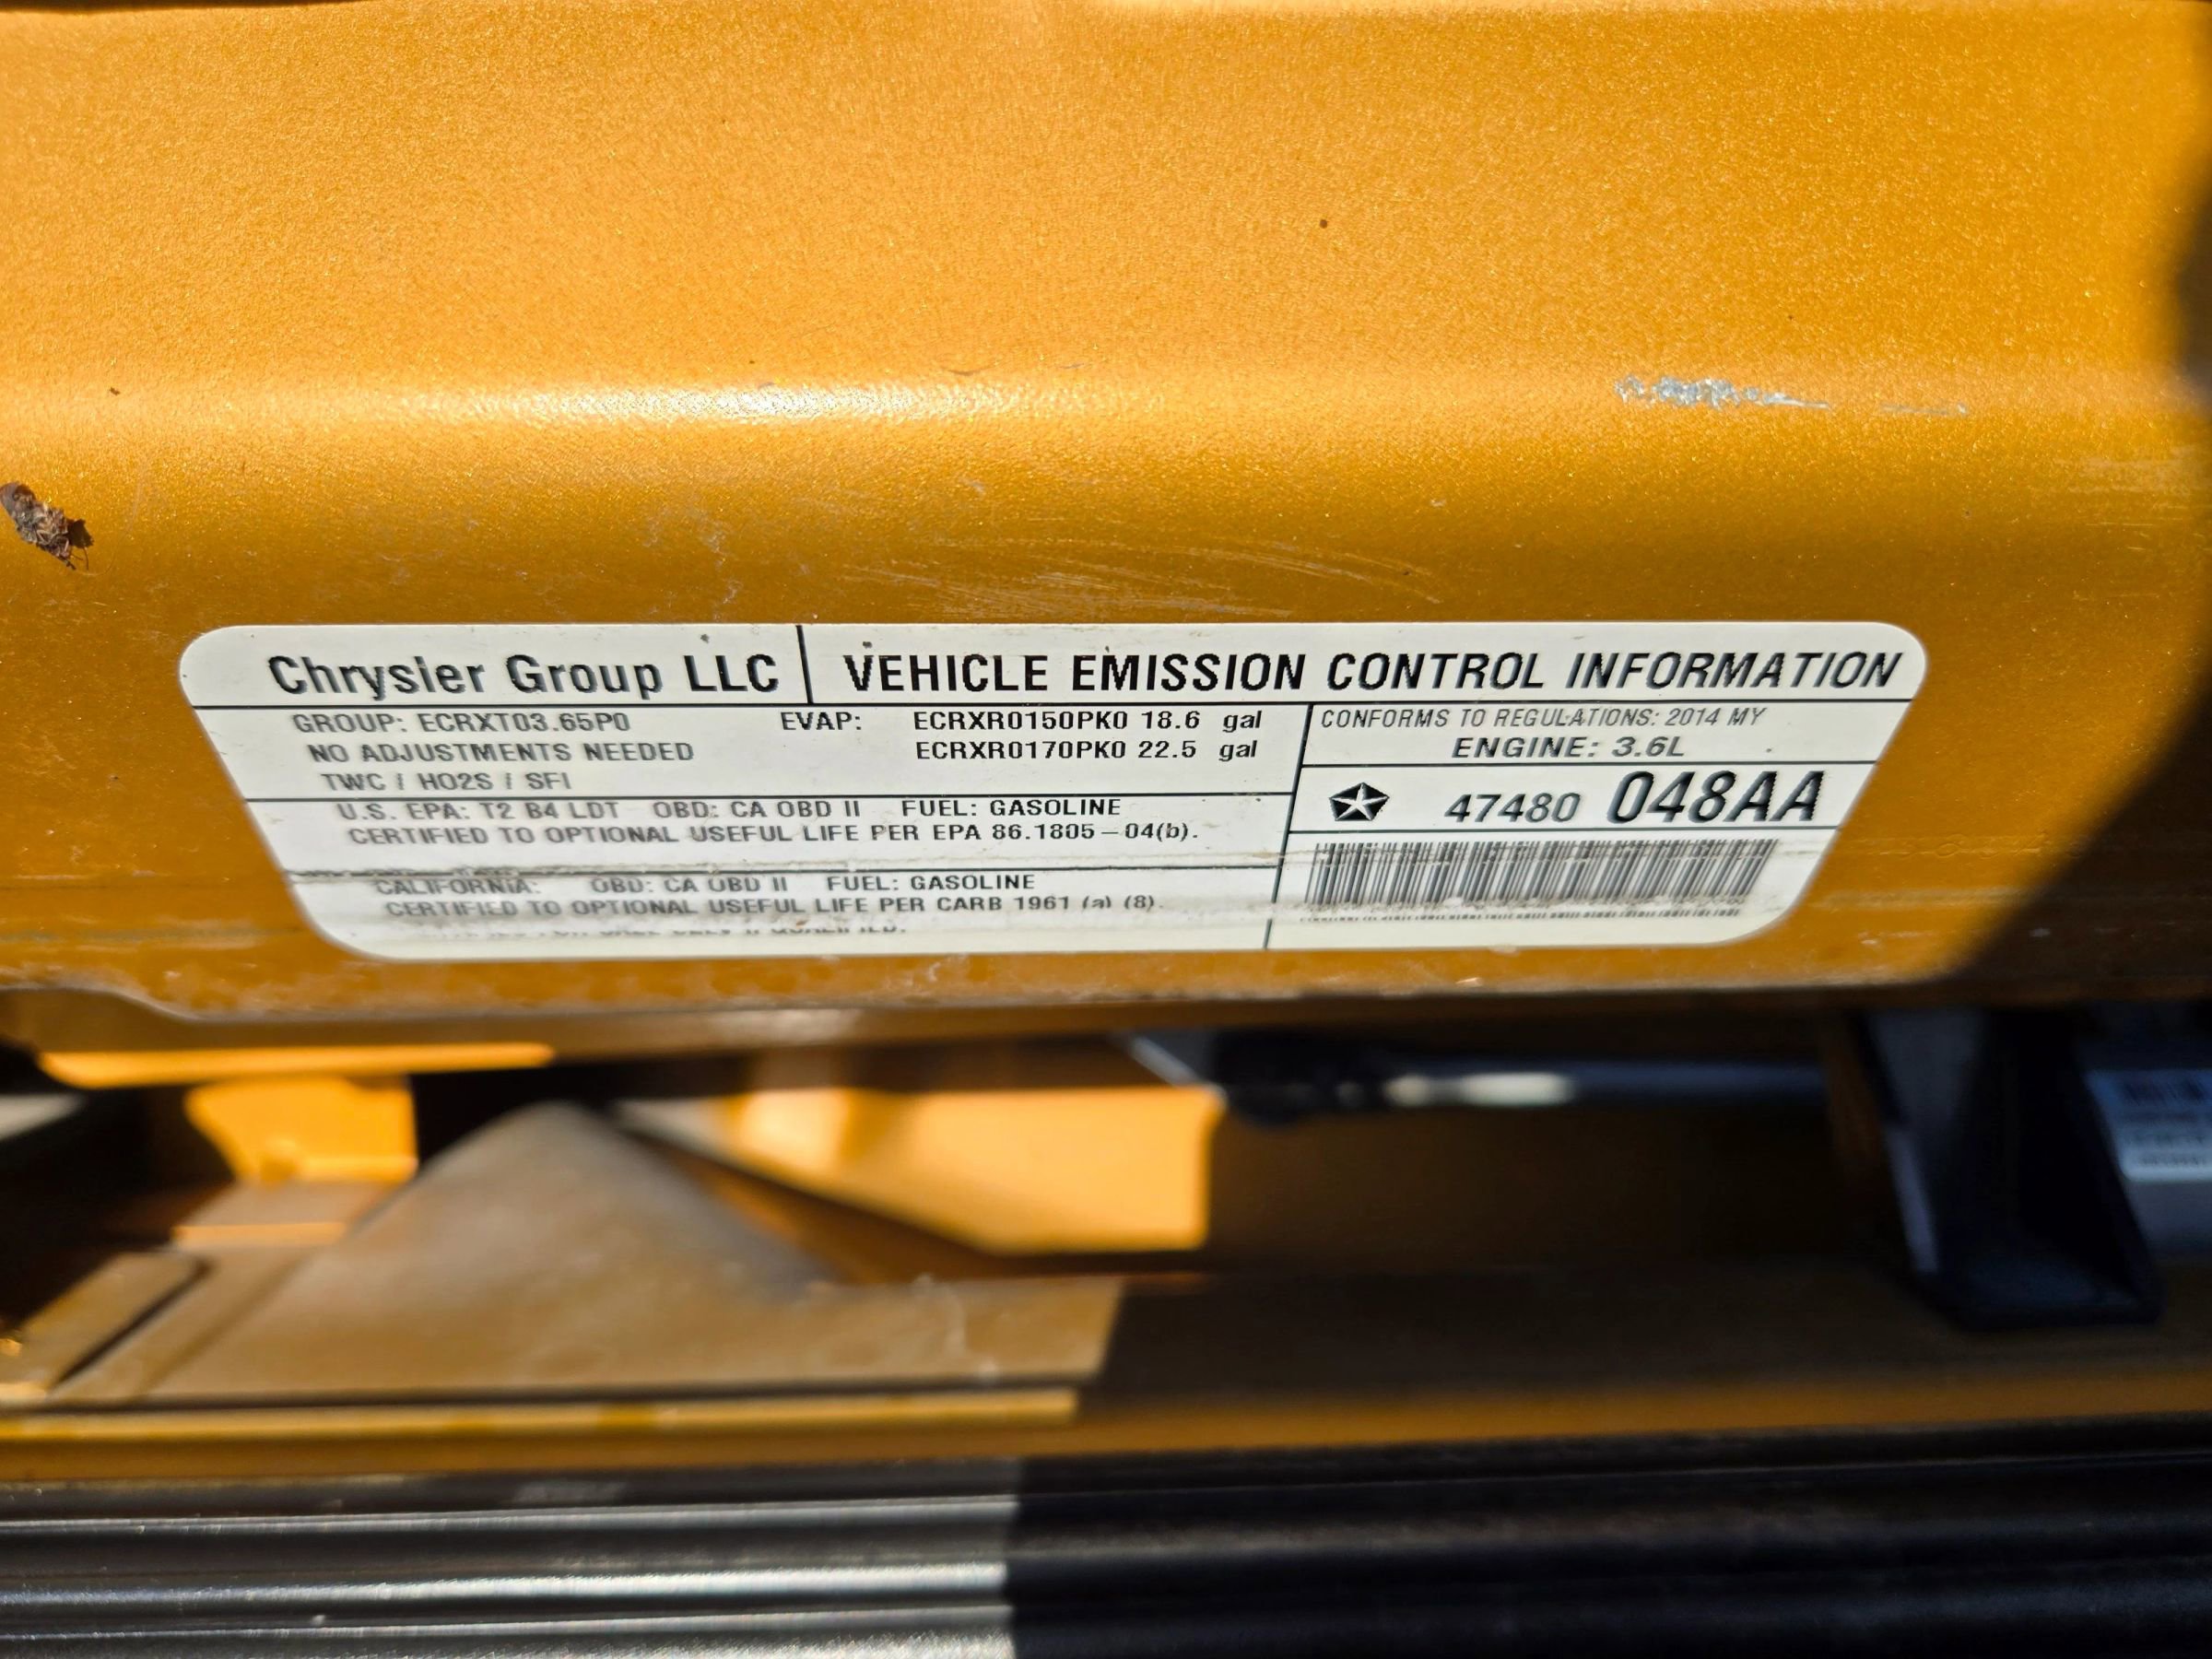 Chrysler Group LLC
VEHICLE EMISSION CONTROL INFORMATION
GROUP: ECRXT03.65P0
NO ADJUSTMENTS NEEDED
TWC / HO2S / SFI
EVAP: ECRXR0150PK0 18.6 gal
ECRXR0170PK0 22.5 gal
CONFORMS TO REGULATIONS: 2014 MY
ENGINE: 3.6L
47480 048AA
U.S. EPA: T2 B4 LDT OBD: CA OBD II FUEL: GASOLINE
CERTIFIED TO OPTIONAL USEFUL LIFE PER EPA 86.1805-04(b).
CALIFORNIA: OBD: CA OBD II FUEL: GASOLINE
CERTIFIED TO OPTIONAL USEFUL LIFE PER CARB 1961 (a) (8).